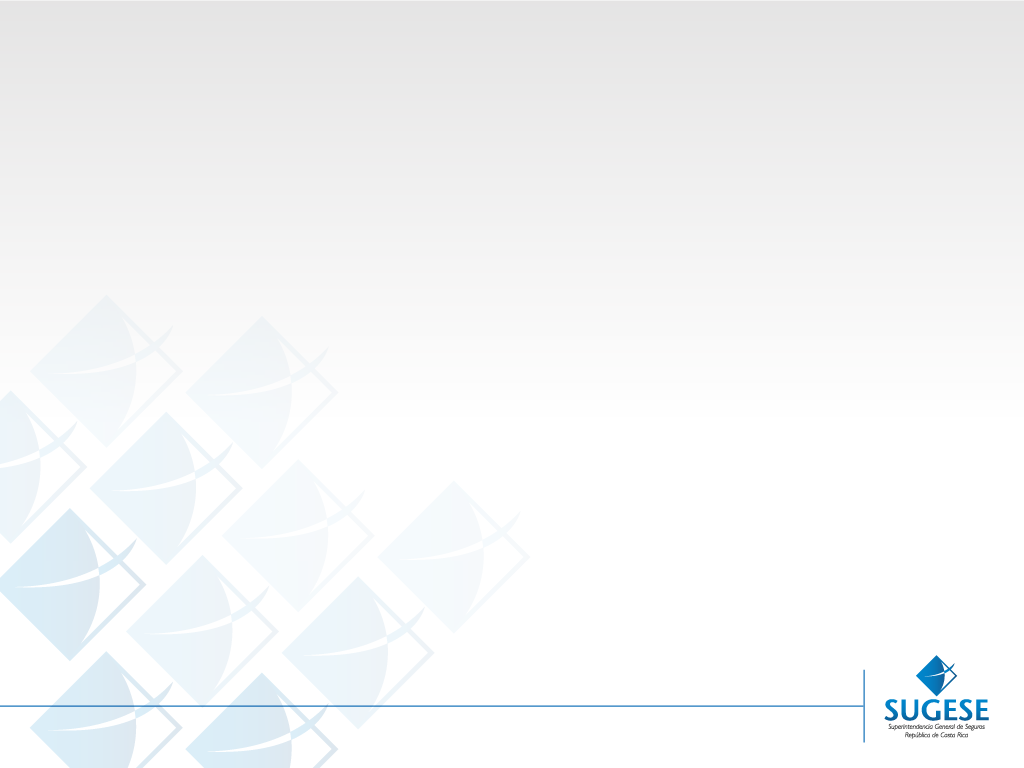 SUGESE
Superintendencia General de Seguros
República de Costa Rica